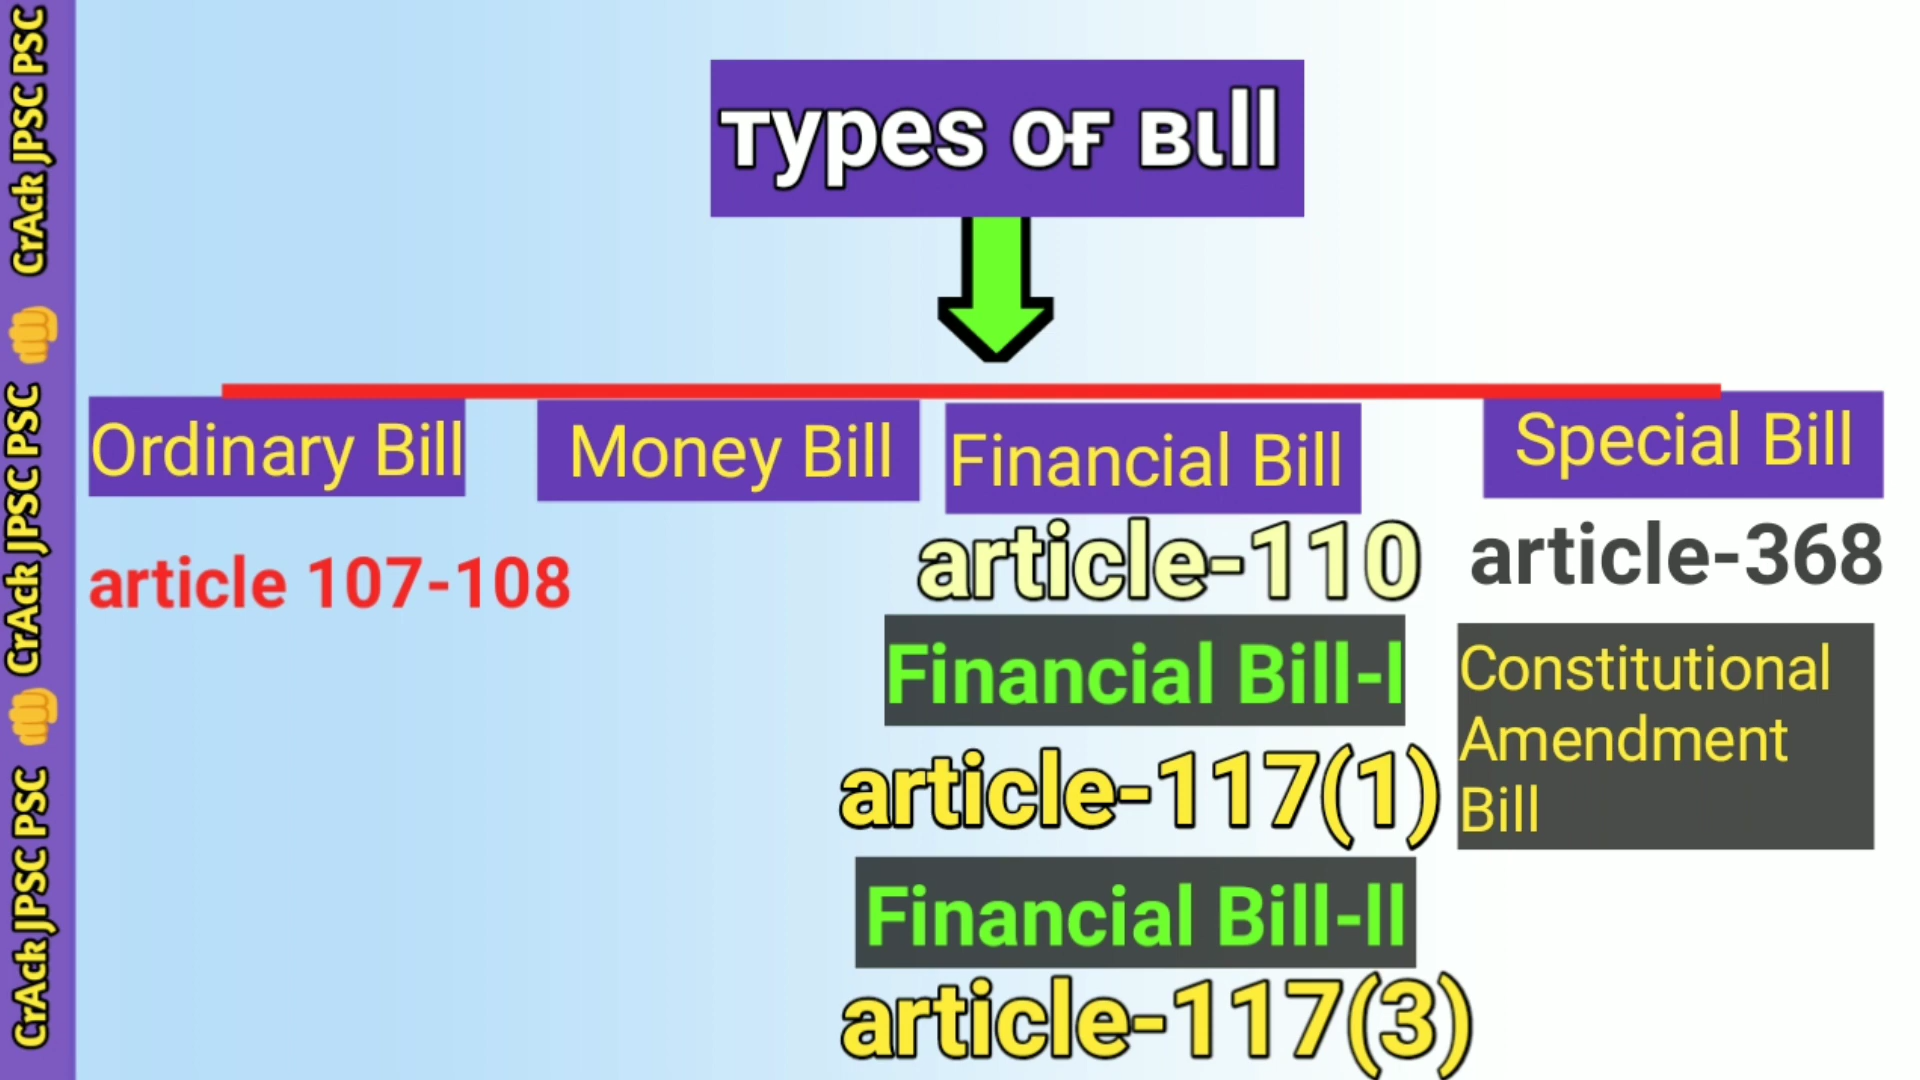 Types of Bill
Ordinary Bill
Money Bill
Financial Bill
Special Bill
article 107-108
article-110
article-368
Financial Bill-I
Constitutional
Amendment
Bill
article-117(1)
Financial Bill-II
article-117(3)
CrAck JPSC PSC
CrAck JPSC PSC
CrAck JPSC PSC